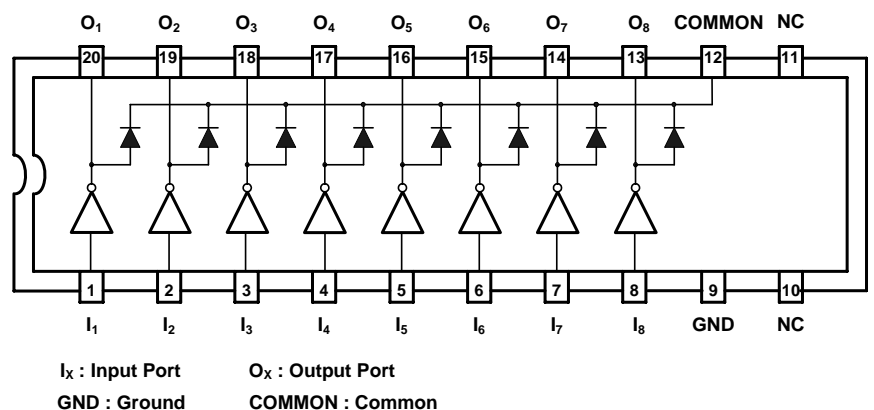 O₁ O₂ O₃ O₄ O₅ O₆ O₇ O₈ COMMON NC
20 19 18 17 16 15 14 13 12 11
1 2 3 4 5 6 7 8 9 10
I₁ I₂ I₃ I₄ I₅ I₆ I₇ I₈ GND NC
Iₓ : Input Port Oₓ : Output Port
GND : Ground COMMON : Common